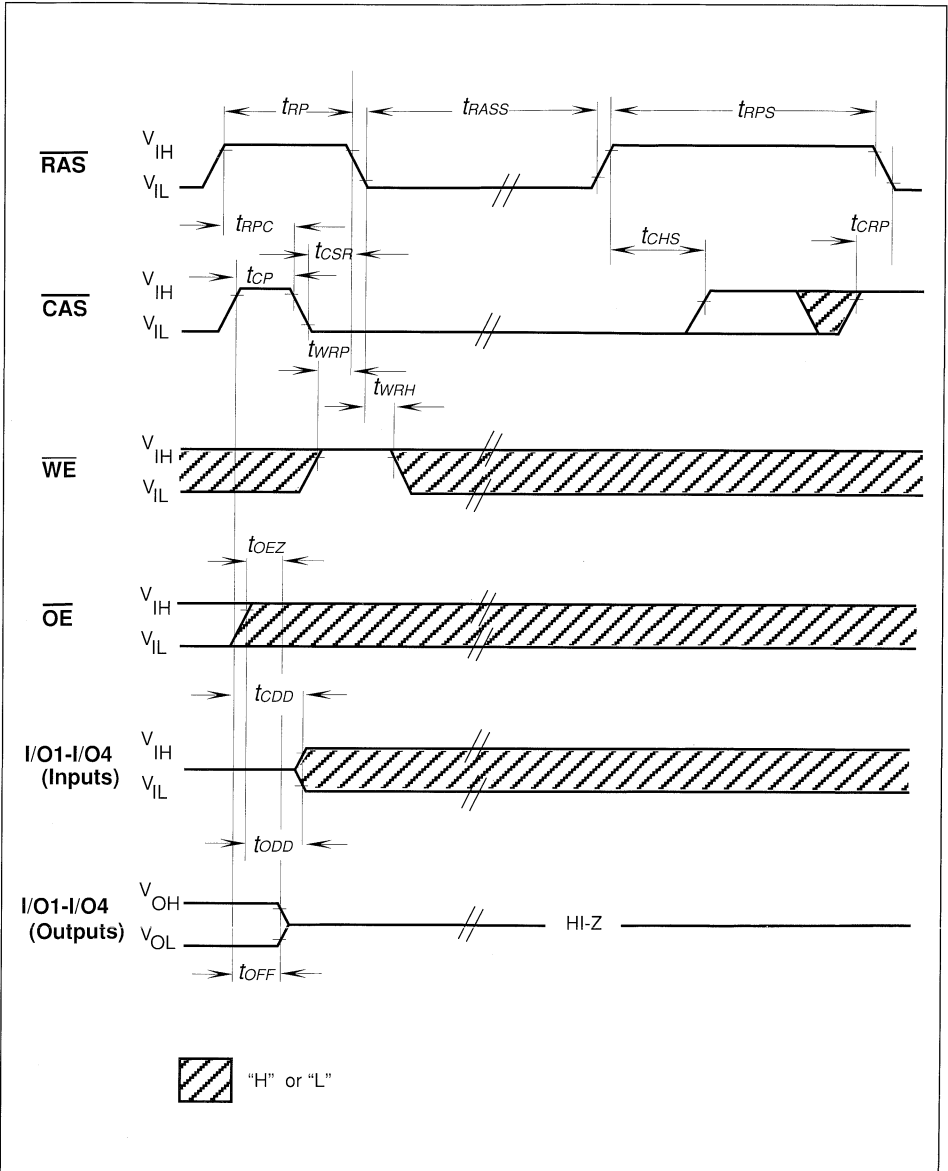 tRP tRASS tRPS
RAS VIH
VIL
tRPC tCSR tCHS tCRP
tCP
CAS VIH
VIL
tWRP
tWRH
WE VIH
VIL
tOEZ
OE VIH
VIL
tCDD
I/O1-I/O4 VIH
(Inputs) VIL
tODD
I/O1-I/O4 VOH
(Outputs) VOL
HI-Z
tOFF
"H" or "L"